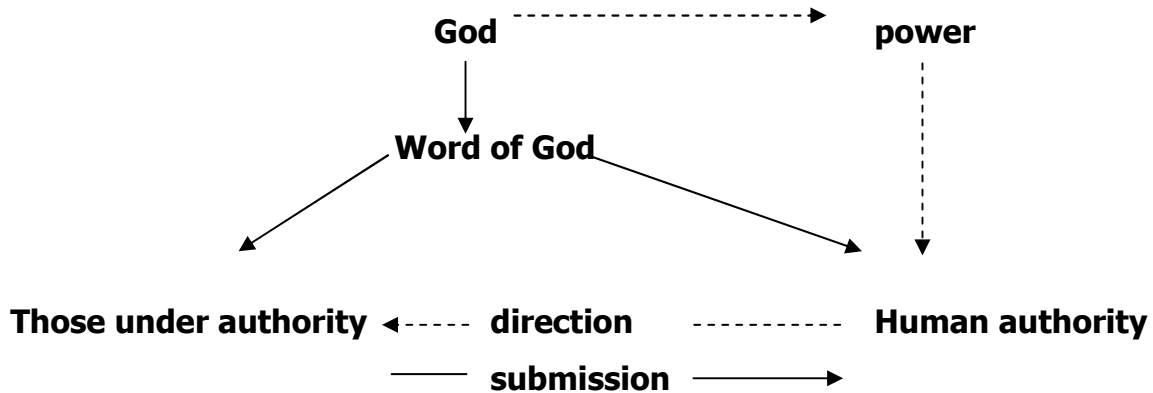 God power
Word of God
Those under authority direction Human authority
submission